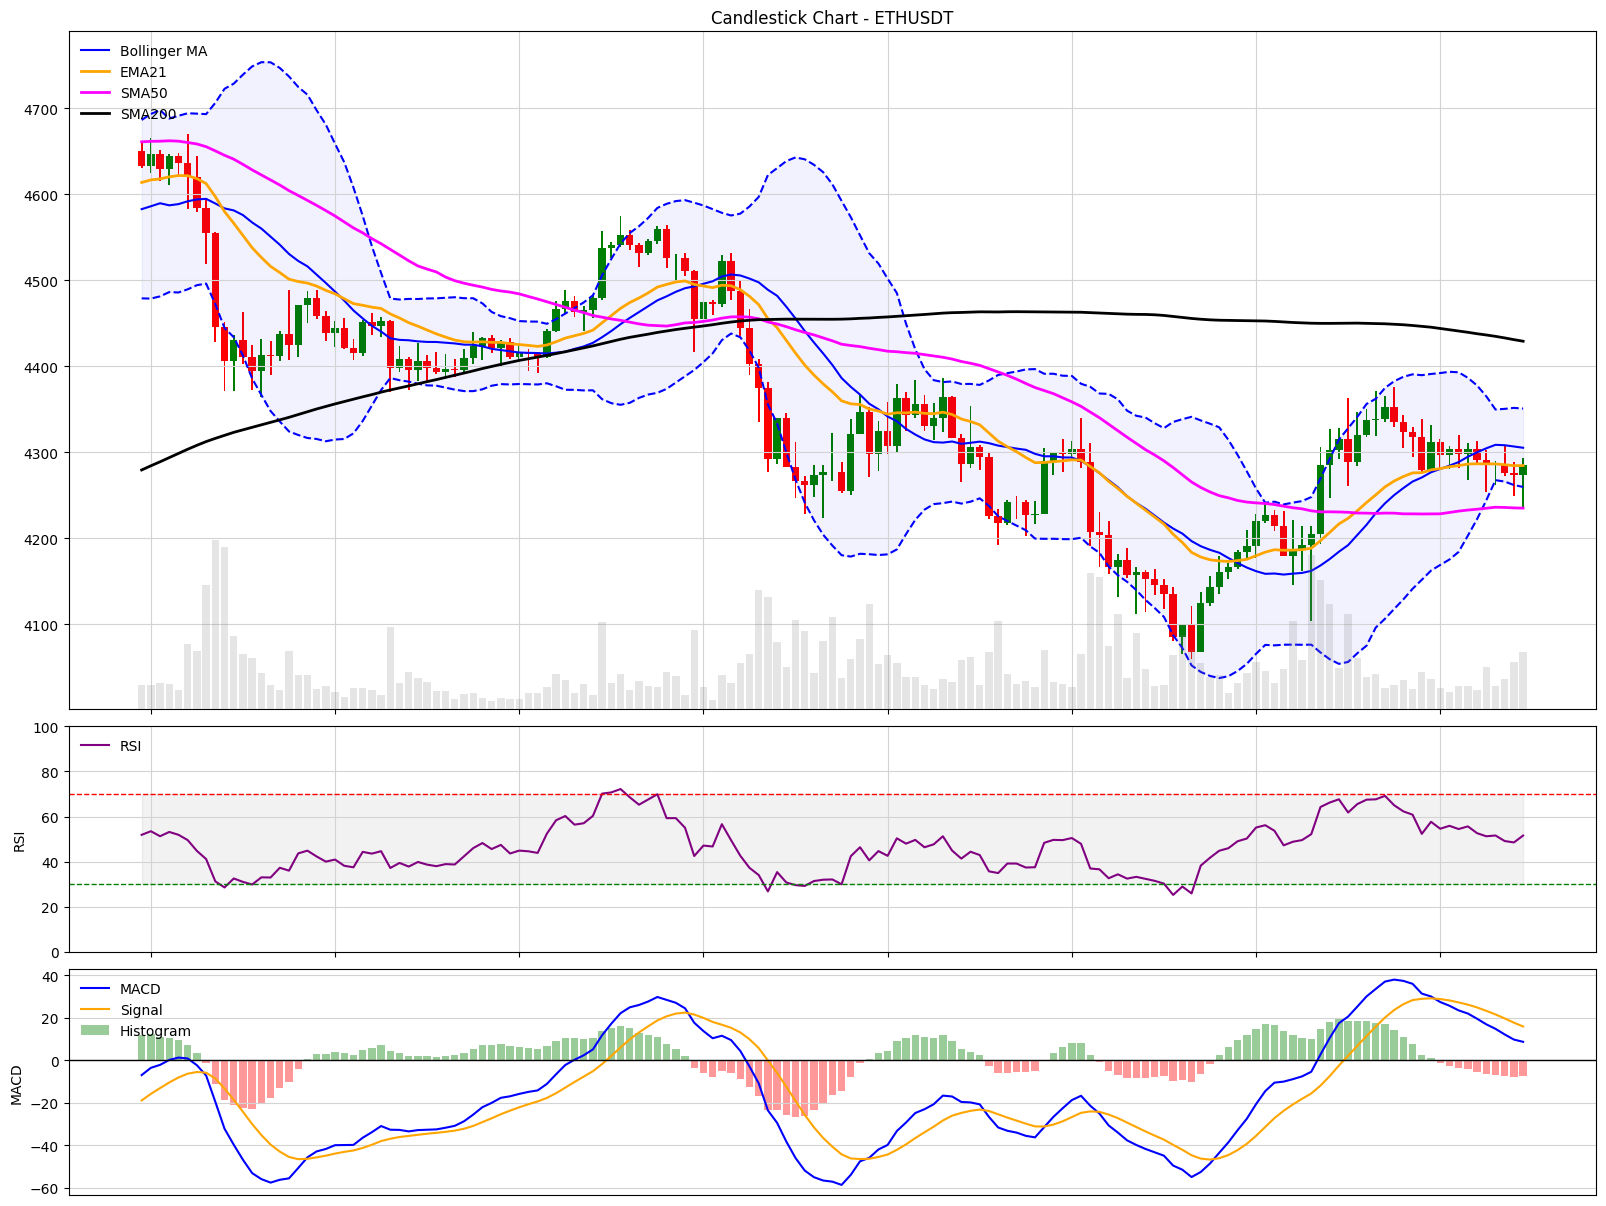 Candlestick Chart - ETHUSDT
Bollinger MA
EMA21
SMA50
SMA200
4700
4600
4500
4400
4300
4200
4100
RSI
100
80
60
40
20
0
RSI
MACD
Signal
Histogram
40
20
0
−20
−40
−60
MACD